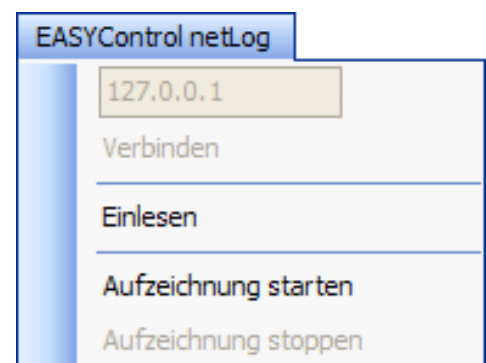 EASYControl netLog
127.0.0.1
Verbinden
Einlesen
Aufzeichnung starten
Aufzeichnung stoppen